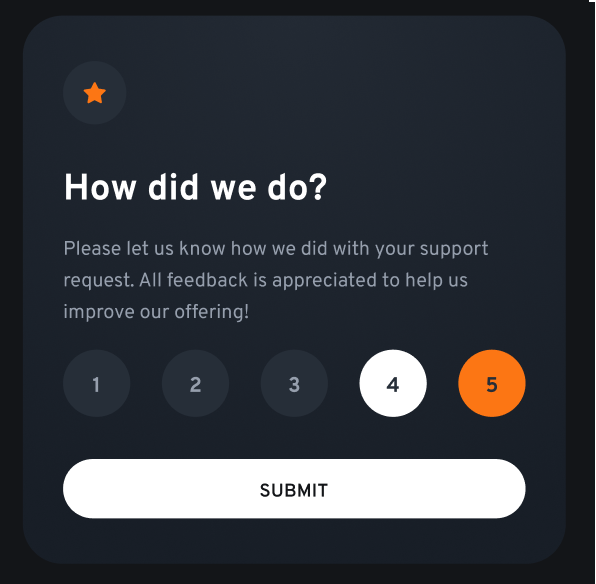 How did we do?
Please let us know how we did with your support
request. All feedback is appreciated to help us
improve our offering!
1 2 3 4 5
SUBMIT